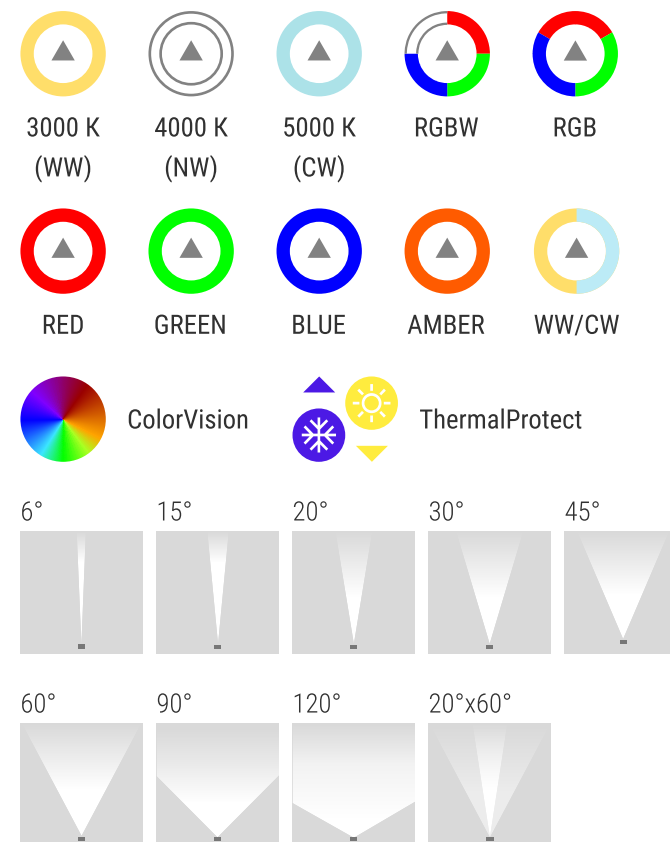 3000 K 4000 K 5000 K RGBW RGB
(WW) (NW) (CW)
RED GREEN BLUE AMBER WW/CW
ColorVision ThermalProtect
6° 15° 20° 30° 45°
60° 90° 120° 20°x60°